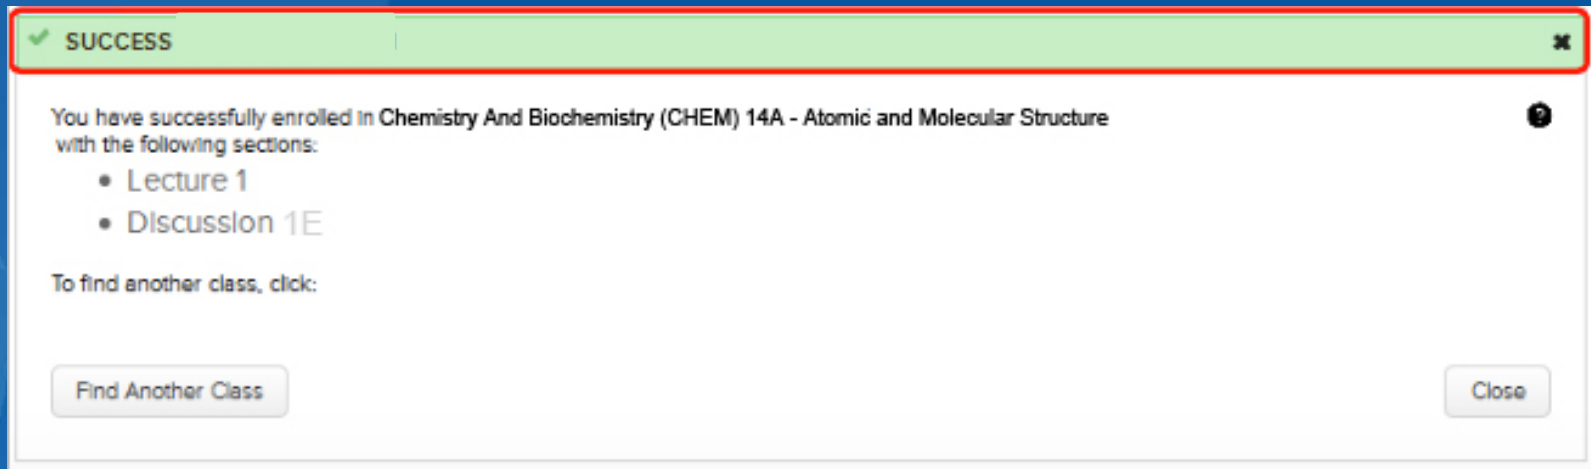 SUCCESS
You have successfully enrolled in Chemistry And Biochemistry (CHEM) 14A - Atomic and Molecular Structure
with the following sections:
• Lecture 1
• Discussion 1E
To find another class, click:
Find Another Class
Close